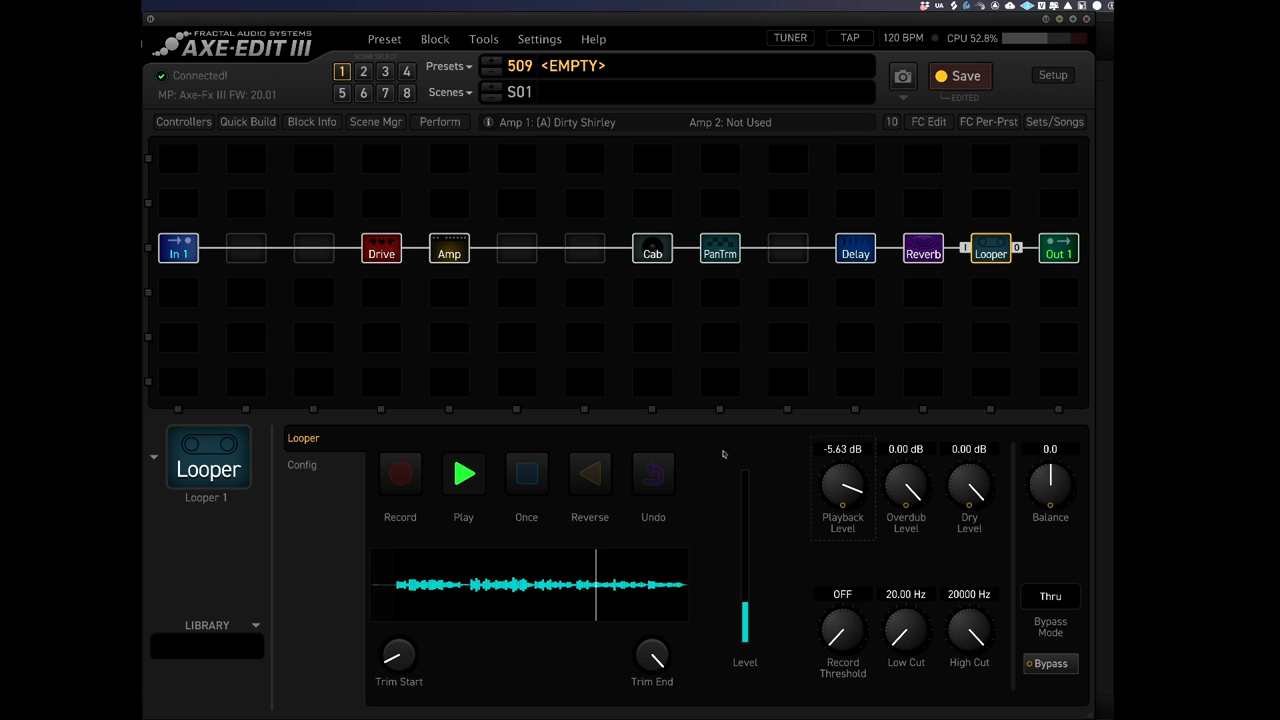 UA
FRACTAL AUDIO SYSTEMS
AXE-EDIT III
Preset Block Tools Settings Help
TUNER TAP 120 BPM CPU 52.8%
Connected!
MP: Axe-Fx III FW: 20.01
SCENE SELECT
1 2 3 4
5 6 7 8
Presets 509 <EMPTY>
Scenes S01
Save
EDITED
Setup
Controllers Quick Build Block Info Scene Mgr Perform Amp 1: (A) Dirty Shirley Amp 2: Not Used 10 FC Edit FC Per-Prst Sets/Songs
In 1 Drive Amp Cab PanTrm Delay Reverb I Looper O Out 1
Looper
Looper 1
LIBRARY
Looper
Config
Record Play Once Reverse Undo
Trim Start Trim End
Level
-5.63 dB 0.00 dB 0.00 dB 0.0
Playback Level Overdub Level Dry Level Balance
OFF 20.00 Hz 20000 Hz Thru
Record Threshold Low Cut High Cut Bypass Mode
Bypass